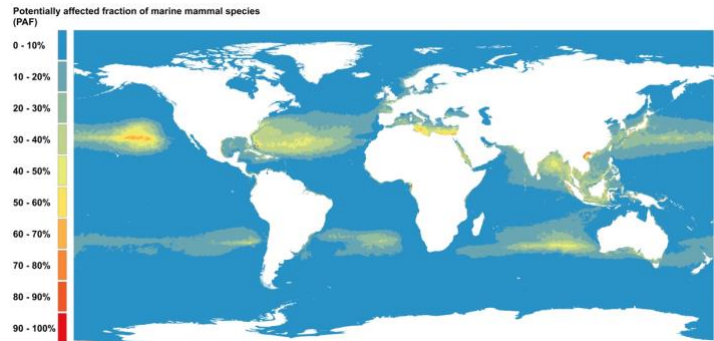 Potentially affected fraction of marine mammal species
(PAF)
0 - 10%
10 - 20%
20 - 30%
30 - 40%
40 - 50%
50 - 60%
60 - 70%
70 - 80%
80 - 90%
90 - 100%